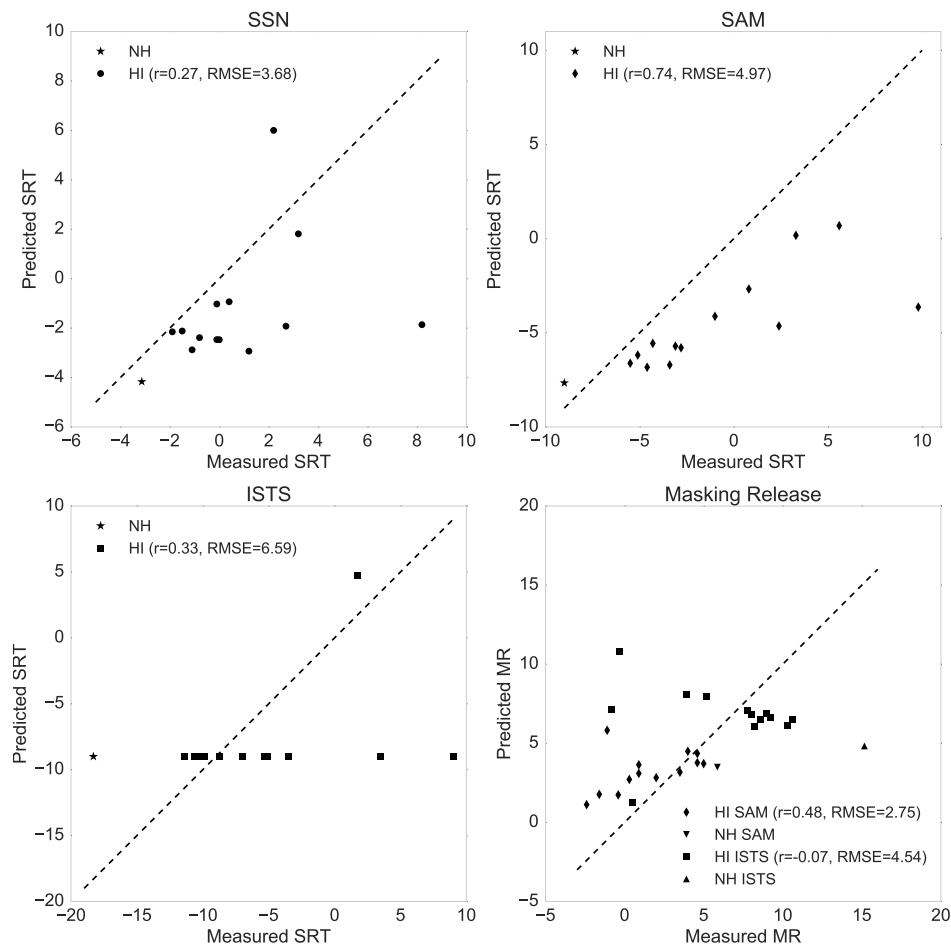 SSN
NH
HI (r=0.27, RMSE=3.68)
10
8
6
4
2
0
−2
−4
−6
−6 −4 −2 0 2 4 6 8 10
Predicted SRT
Measured SRT
SAM
NH
HI (r=0.74, RMSE=4.97)
10
5
0
−5
−10
−10 −5 0 5 10
Predicted SRT
Measured SRT
ISTS
NH
HI (r=0.33, RMSE=6.59)
10
5
0
−5
−10
−15
−20
−20 −15 −10 −5 0 5 10
Predicted SRT
Measured SRT
Masking Release
20
15
10
5
0
−5
−5 0 5 10 15 20
Predicted MR
HI SAM (r=0.48, RMSE=2.75)
NH SAM
HI ISTS (r=-0.07, RMSE=4.54)
NH ISTS
Measured MR